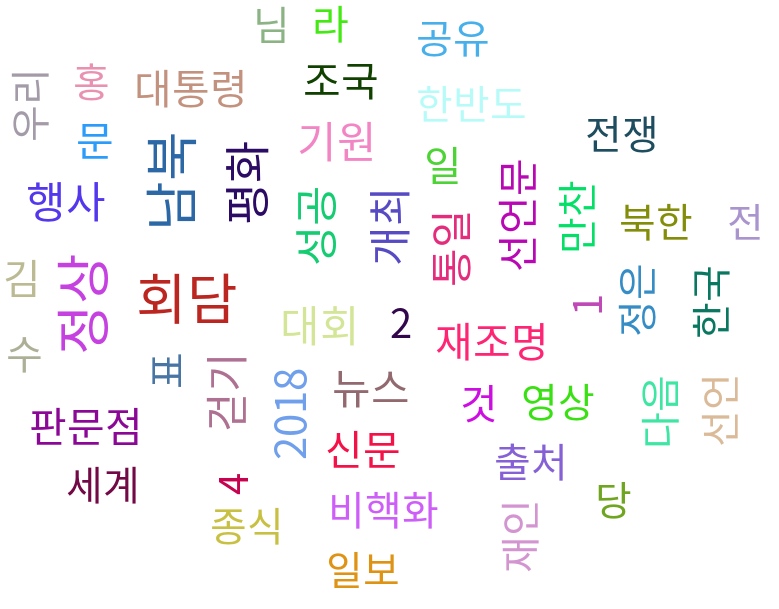 님
라
공유
우리
홍
대통령
조국
한반도
문
기원
전쟁
남북
평화
일
행사
성공
개최
통일
선언문
만찬
북한
전
김
정상
회담
대회
2
1
정은
한국
수
표
걷기
2018
뉴스
재조명
것
영상
다음
선언
판문점
신문
출처
세계
4
종식
비핵화
재인
당
일보